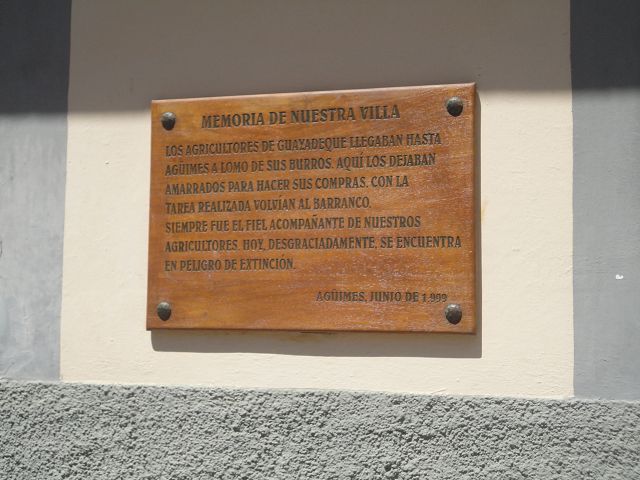 MEMORIA DE NUESTRA VILLA
LOS AGRICULTORES DE GUAYADEQUE LLEGABAN HASTA
AGÜIMES A LOMO DE SUS BURROS. AQUÍ LOS DEJABAN
AMARRADOS PARA HACER SUS COMPRAS. CON LA
TAREA REALIZADA VOLVÍAN AL BARRANCO.
SIEMPRE FUE EL FIEL ACOMPAÑANTE DE NUESTROS
AGRICULTORES. HOY, DESGRACIADAMENTE, SE ENCUENTRA
EN PELIGRO DE EXTINCIÓN.
AGÜIMES, JUNIO DE 1.999